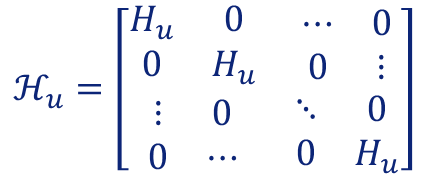 ℋ_u = [H_u 0 ⋯ 0
0 H_u 0 ⋮
⋮ 0 ⋱ 0
0 ⋯ 0 H_u]